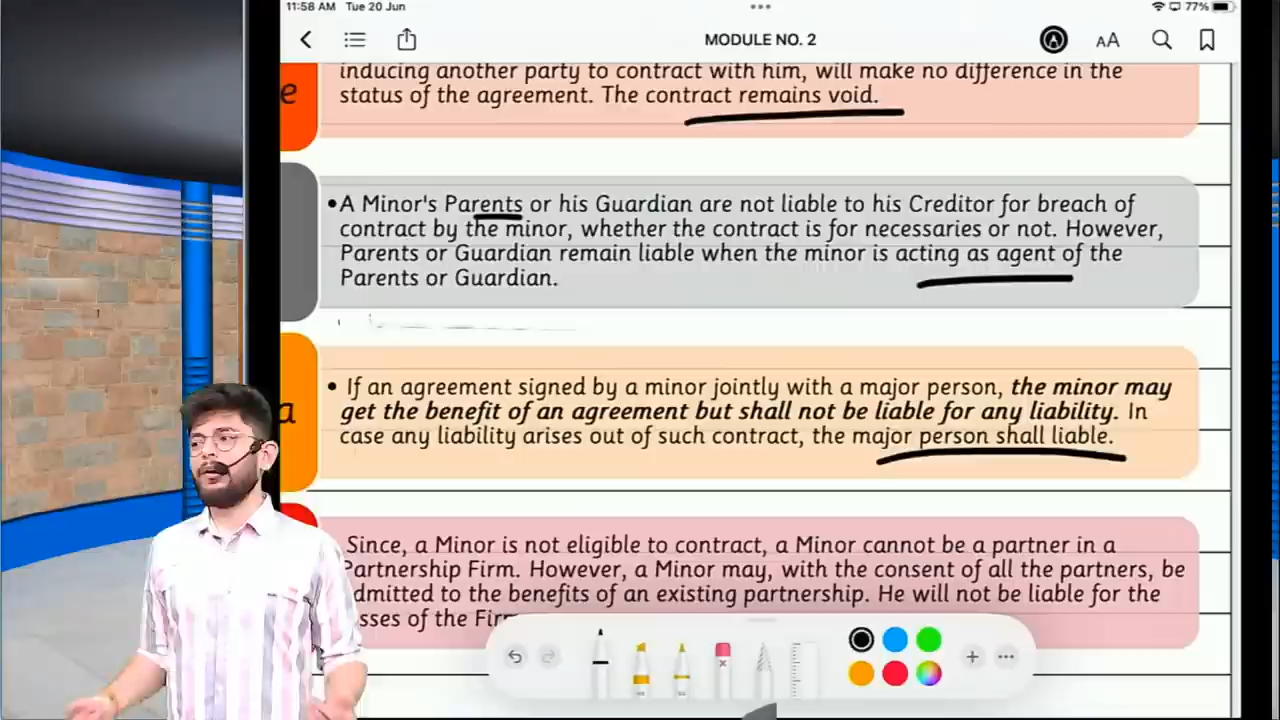 11:58 AM Tue 20 Jun
77%
MODULE NO. 2
AA
inducing another party to contract with him, will make no difference in the
e
status of the agreement. The contract remains void.
•A Minor's Parents or his Guardian are not liable to his Creditor for breach of
contract by the minor, whether the contract is for necessaries or not. However,
Parents or Guardian remain liable when the minor is acting as agent of the
Parents or Guardian.
• If an agreement signed by a minor jointly with a major person, the minor may
a
get the benefit of an agreement but shall not be liable for any liability. In
case any liability arises out of such contract, the major person shall liable.
Since, a Minor is not eligible to contract, a Minor cannot be a partner in a
Partnership Firm. However, a Minor may, with the consent of all the partners, be
dmitted to the benefits of an existing partnership. He will not be liable for the
sses of the Fir